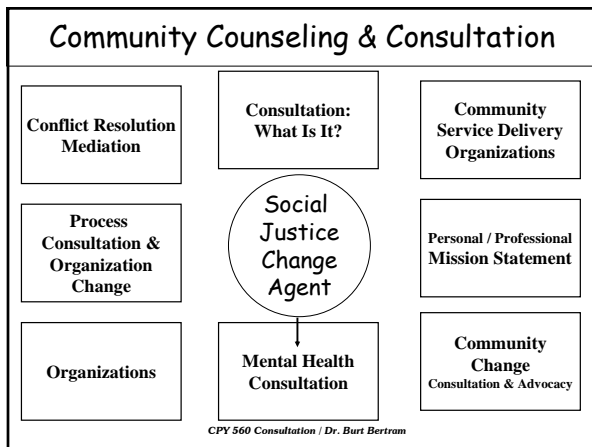 Community Counseling & Consultation
Conflict Resolution
Mediation
Consultation:
What Is It?
Community
Service Delivery
Organizations
Process
Consultation &
Organization
Change
Social
Justice
Change
Agent
Personal / Professional
Mission Statement
Organizations
Mental Health
Consultation
Community
Change
Consultation & Advocacy
CPY 560 Consultation / Dr. Burt Bertram